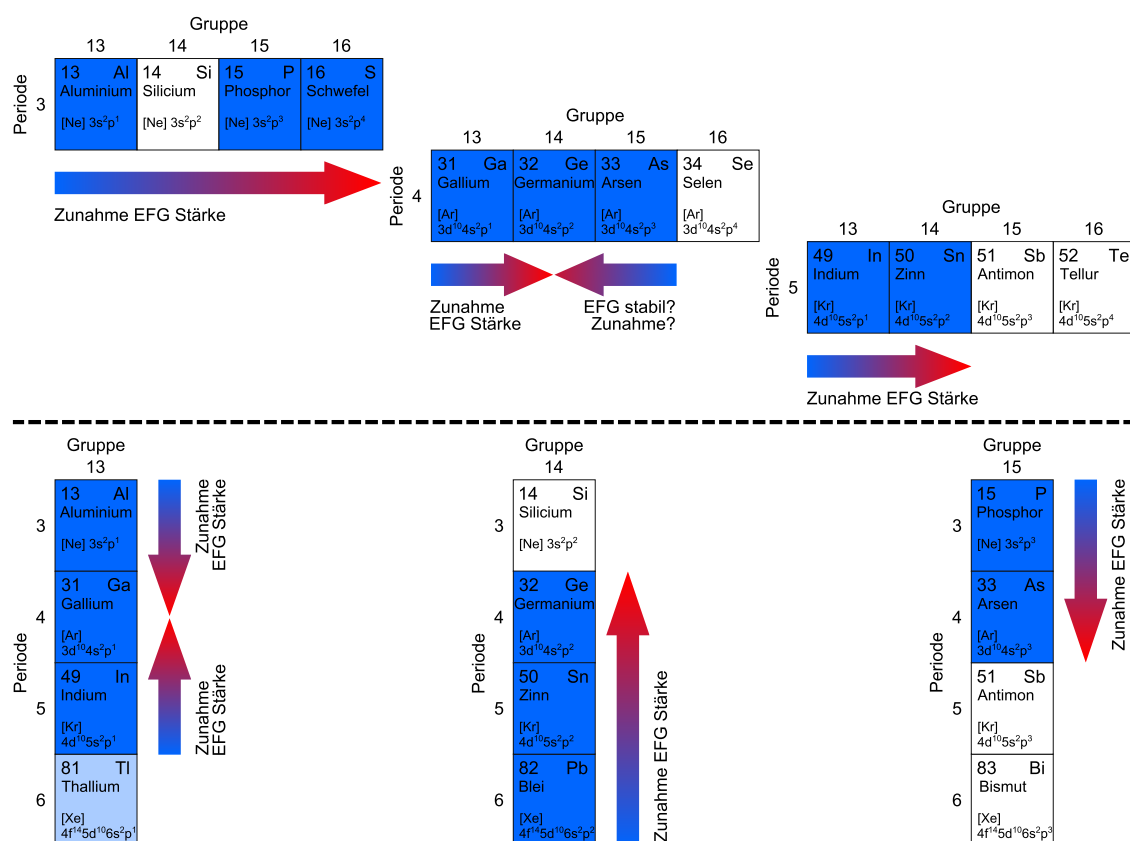 Gruppe
13 14 15 16
Periode
3
13 Al
Aluminium
[Ne] 3s²p¹
14 Si
Silicium
[Ne] 3s²p²
15 P
Phosphor
[Ne] 3s²p³
16 S
Schwefel
[Ne] 3s²p⁴
Zunahme EFG Stärke
Gruppe
13 14 15 16
Periode
4
31 Ga
Gallium
[Ar]
3d¹⁰4s²p¹
32 Ge
Germanium
[Ar]
3d¹⁰4s²p²
33 As
Arsen
[Ar]
3d¹⁰4s²p³
34 Se
Selen
[Ar]
3d¹⁰4s²p⁴
Zunahme
EFG Stärke
EFG stabil?
Zunahme?
Gruppe
13 14 15 16
Periode
5
49 In
Indium
[Kr]
4d¹⁰5s²p¹
50 Sn
Zinn
[Kr]
4d¹⁰5s²p²
51 Sb
Antimon
[Kr]
4d¹⁰5s²p³
52 Te
Tellur
[Kr]
4d¹⁰5s²p⁴
Zunahme EFG Stärke
Gruppe
13
Periode
3
13 Al
Aluminium
[Ne] 3s²p¹
4
31 Ga
Gallium
[Ar]
3d¹⁰4s²p¹
5
49 In
Indium
[Kr]
4d¹⁰5s²p¹
6
81 Tl
Thallium
[Xe]
4f¹⁴5d¹⁰6s²p¹
Zunahme
EFG Stärke
Zunahme
EFG Stärke
Gruppe
14
Periode
3
14 Si
Silicium
[Ne] 3s²p²
4
32 Ge
Germanium
[Ar]
3d¹⁰4s²p²
5
50 Sn
Zinn
[Kr]
4d¹⁰5s²p²
6
82 Pb
Blei
[Xe]
4f¹⁴5d¹⁰6s²p²
Zunahme EFG Stärke
Gruppe
15
Periode
3
15 P
Phosphor
[Ne] 3s²p³
4
33 As
Arsen
[Ar]
3d¹⁰4s²p³
5
51 Sb
Antimon
[Kr]
4d¹⁰5s²p³
6
83 Bi
Bismut
[Xe]
4f¹⁴5d¹⁰6s²p³
Zunahme EFG Stärke